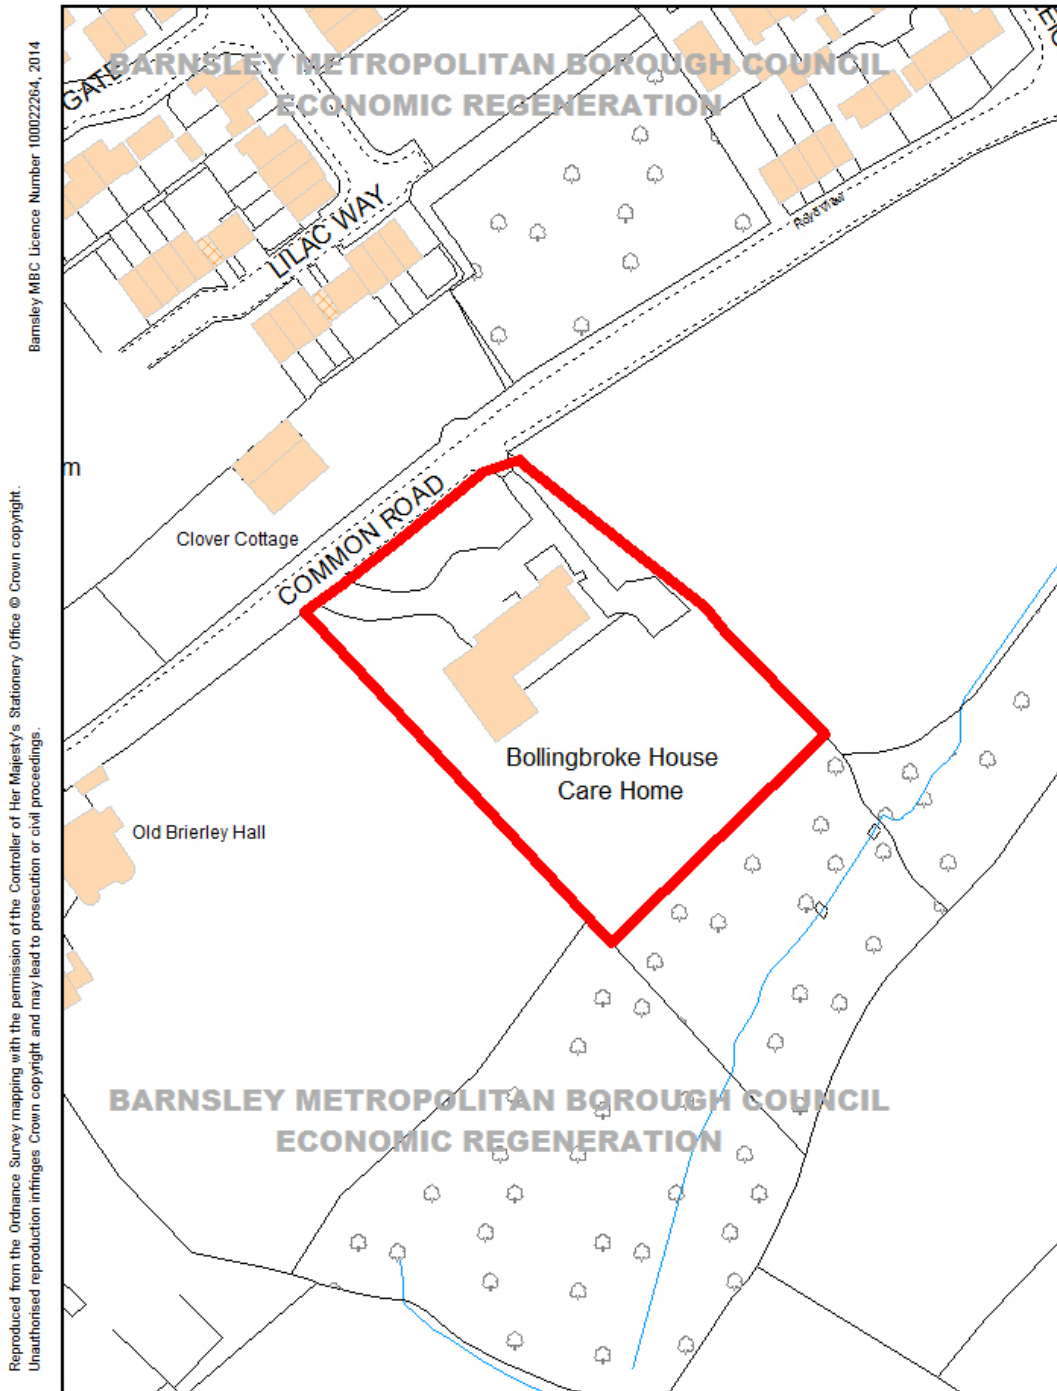 BARNSLEY METROPOLITAN BOROUGH COUNCIL
ECONOMIC REGENERATION
GATE
LILAC WAY
Royd View
m
Clover Cottage
COMMON ROAD
Bollingbroke House
Care Home
Old Brierley Hall
BARNSLEY METROPOLITAN BOROUGH COUNCIL
ECONOMIC REGENERATION
Reproduced from the Ordnance Survey mapping with the permission of the Controller of Her Majesty's Stationery Office © Crown copyright.
Unauthorised reproduction infringes Crown copyright and may lead to prosecution or civil proceedings.
Barnsley MBC Licence Number 100022264, 2014